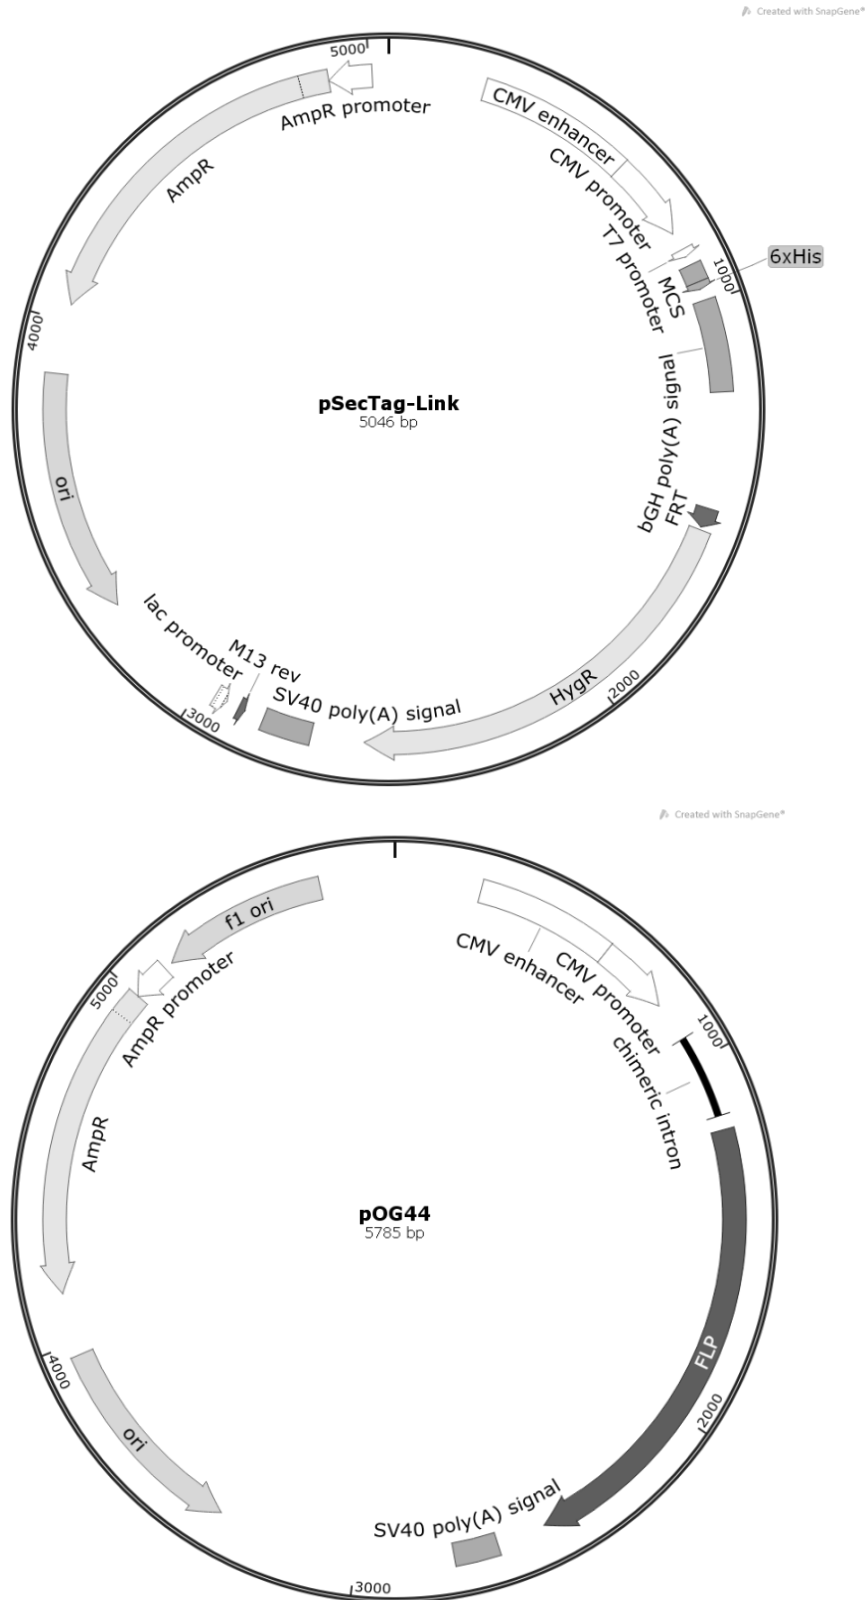 Created with SnapGene®
5000
AmpR promoter
CMV enhancer
AmpR
CMV promoter
T7 promoter
6xHis
1000
MCS
4000
bGH poly(A) signal
pSecTag-Link
5046 bp
ori
FRT
lac promoter
M13 rev
HygR
2000
SV40 poly(A) signal
3000
Created with SnapGene®
f1 ori
5000
AmpR promoter
CMV enhancer
CMV promoter
1000
chimeric intron
AmpR
pOG44
5785 bp
FLP
4000
2000
ori
SV40 poly(A) signal
3000